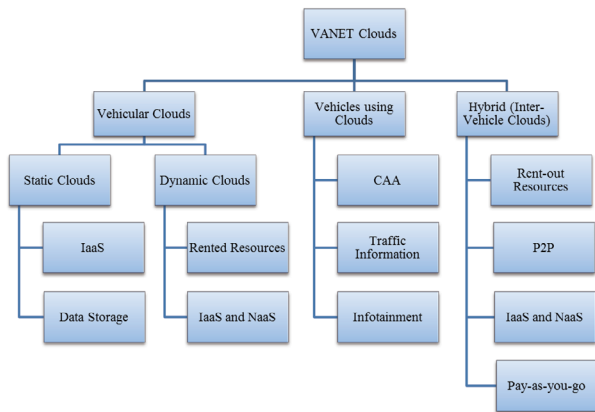 VANET Clouds
Vehicular Clouds
Vehicles using
Clouds
Hybrid (Inter-
Vehicle Clouds)
Static Clouds
Dynamic Clouds
CAA
Rent-out
Resources
IaaS
Rented Resources
Traffic
Information
P2P
Data Storage
IaaS and NaaS
Infotainment
IaaS and NaaS
Pay-as-you-go